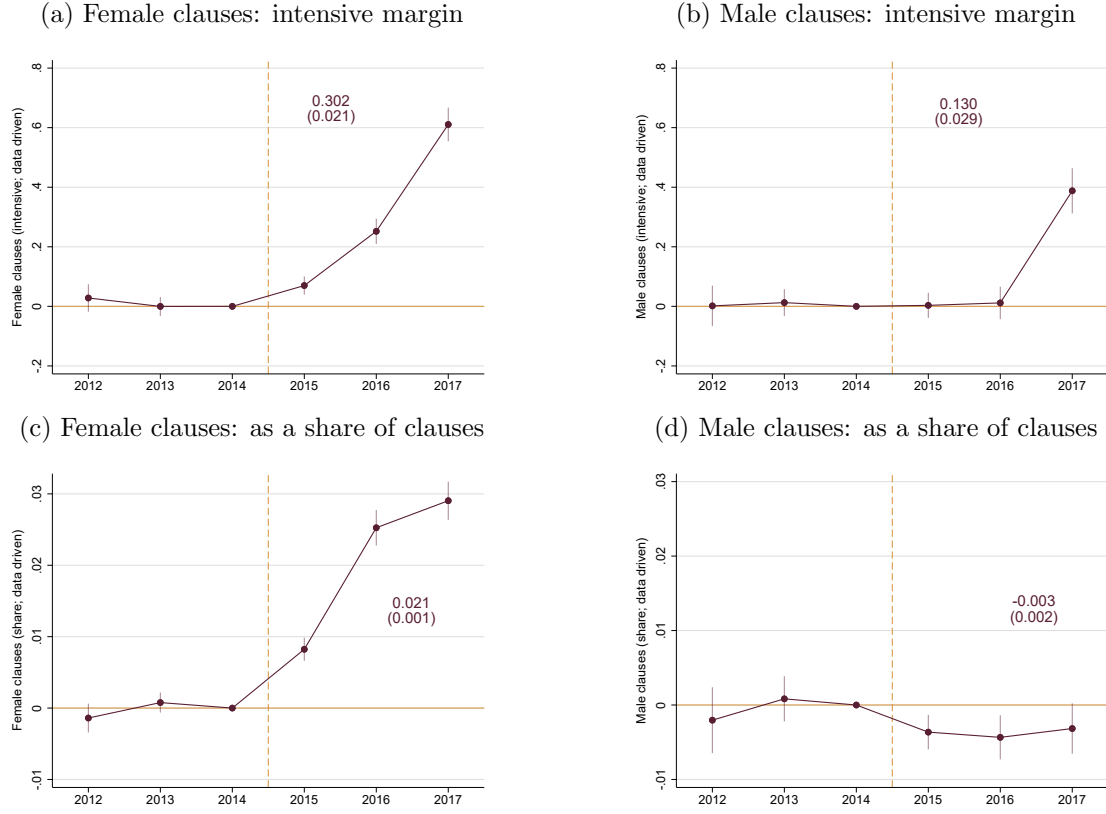 (a) Female clauses: intensive margin
Female clauses (intensive; data driven)
.8
.6
.4
.2
0
-.2
0.302
(0.021)
2012 2013 2014 2015 2016 2017
(b) Male clauses: intensive margin
Male clauses (intensive; data driven)
.8
.6
.4
.2
0
-.2
0.130
(0.029)
2012 2013 2014 2015 2016 2017
(c) Female clauses: as a share of clauses
Female clauses (share; data driven)
.03
.02
.01
0
-.01
0.021
(0.001)
2012 2013 2014 2015 2016 2017
(d) Male clauses: as a share of clauses
Male clauses (share; data driven)
.03
.02
.01
0
-.01
-0.003
(0.002)
2012 2013 2014 2015 2016 2017